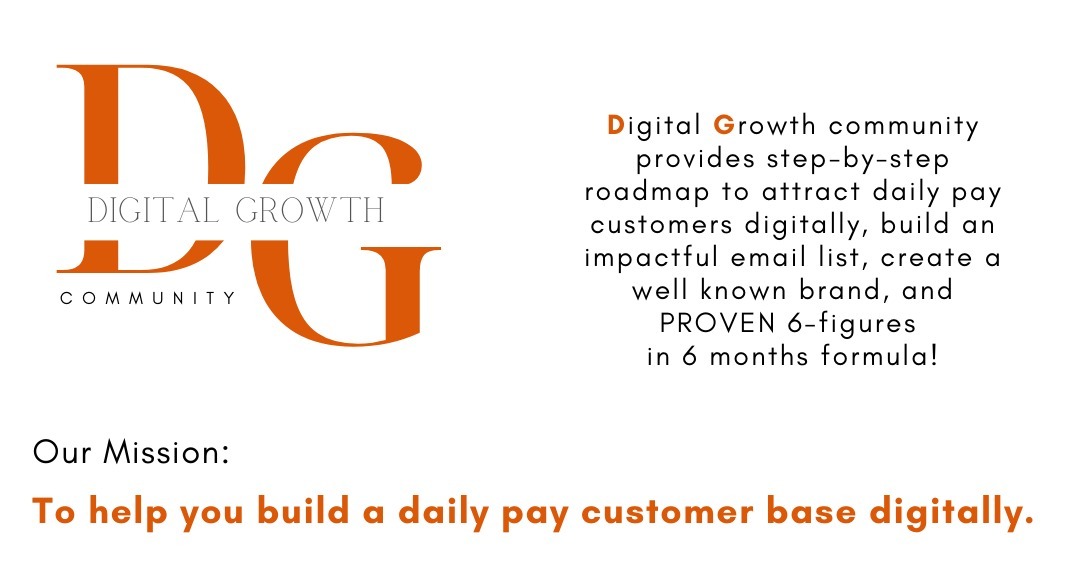 DG
DIGITAL GROWTH
COMMUNITY
Digital Growth community
provides step-by-step
roadmap to attract daily pay
customers digitally, build an
impactful email list, create a
well known brand, and
PROVEN 6-figures
in 6 months formula!
Our Mission:
To help you build a daily pay customer base digitally.